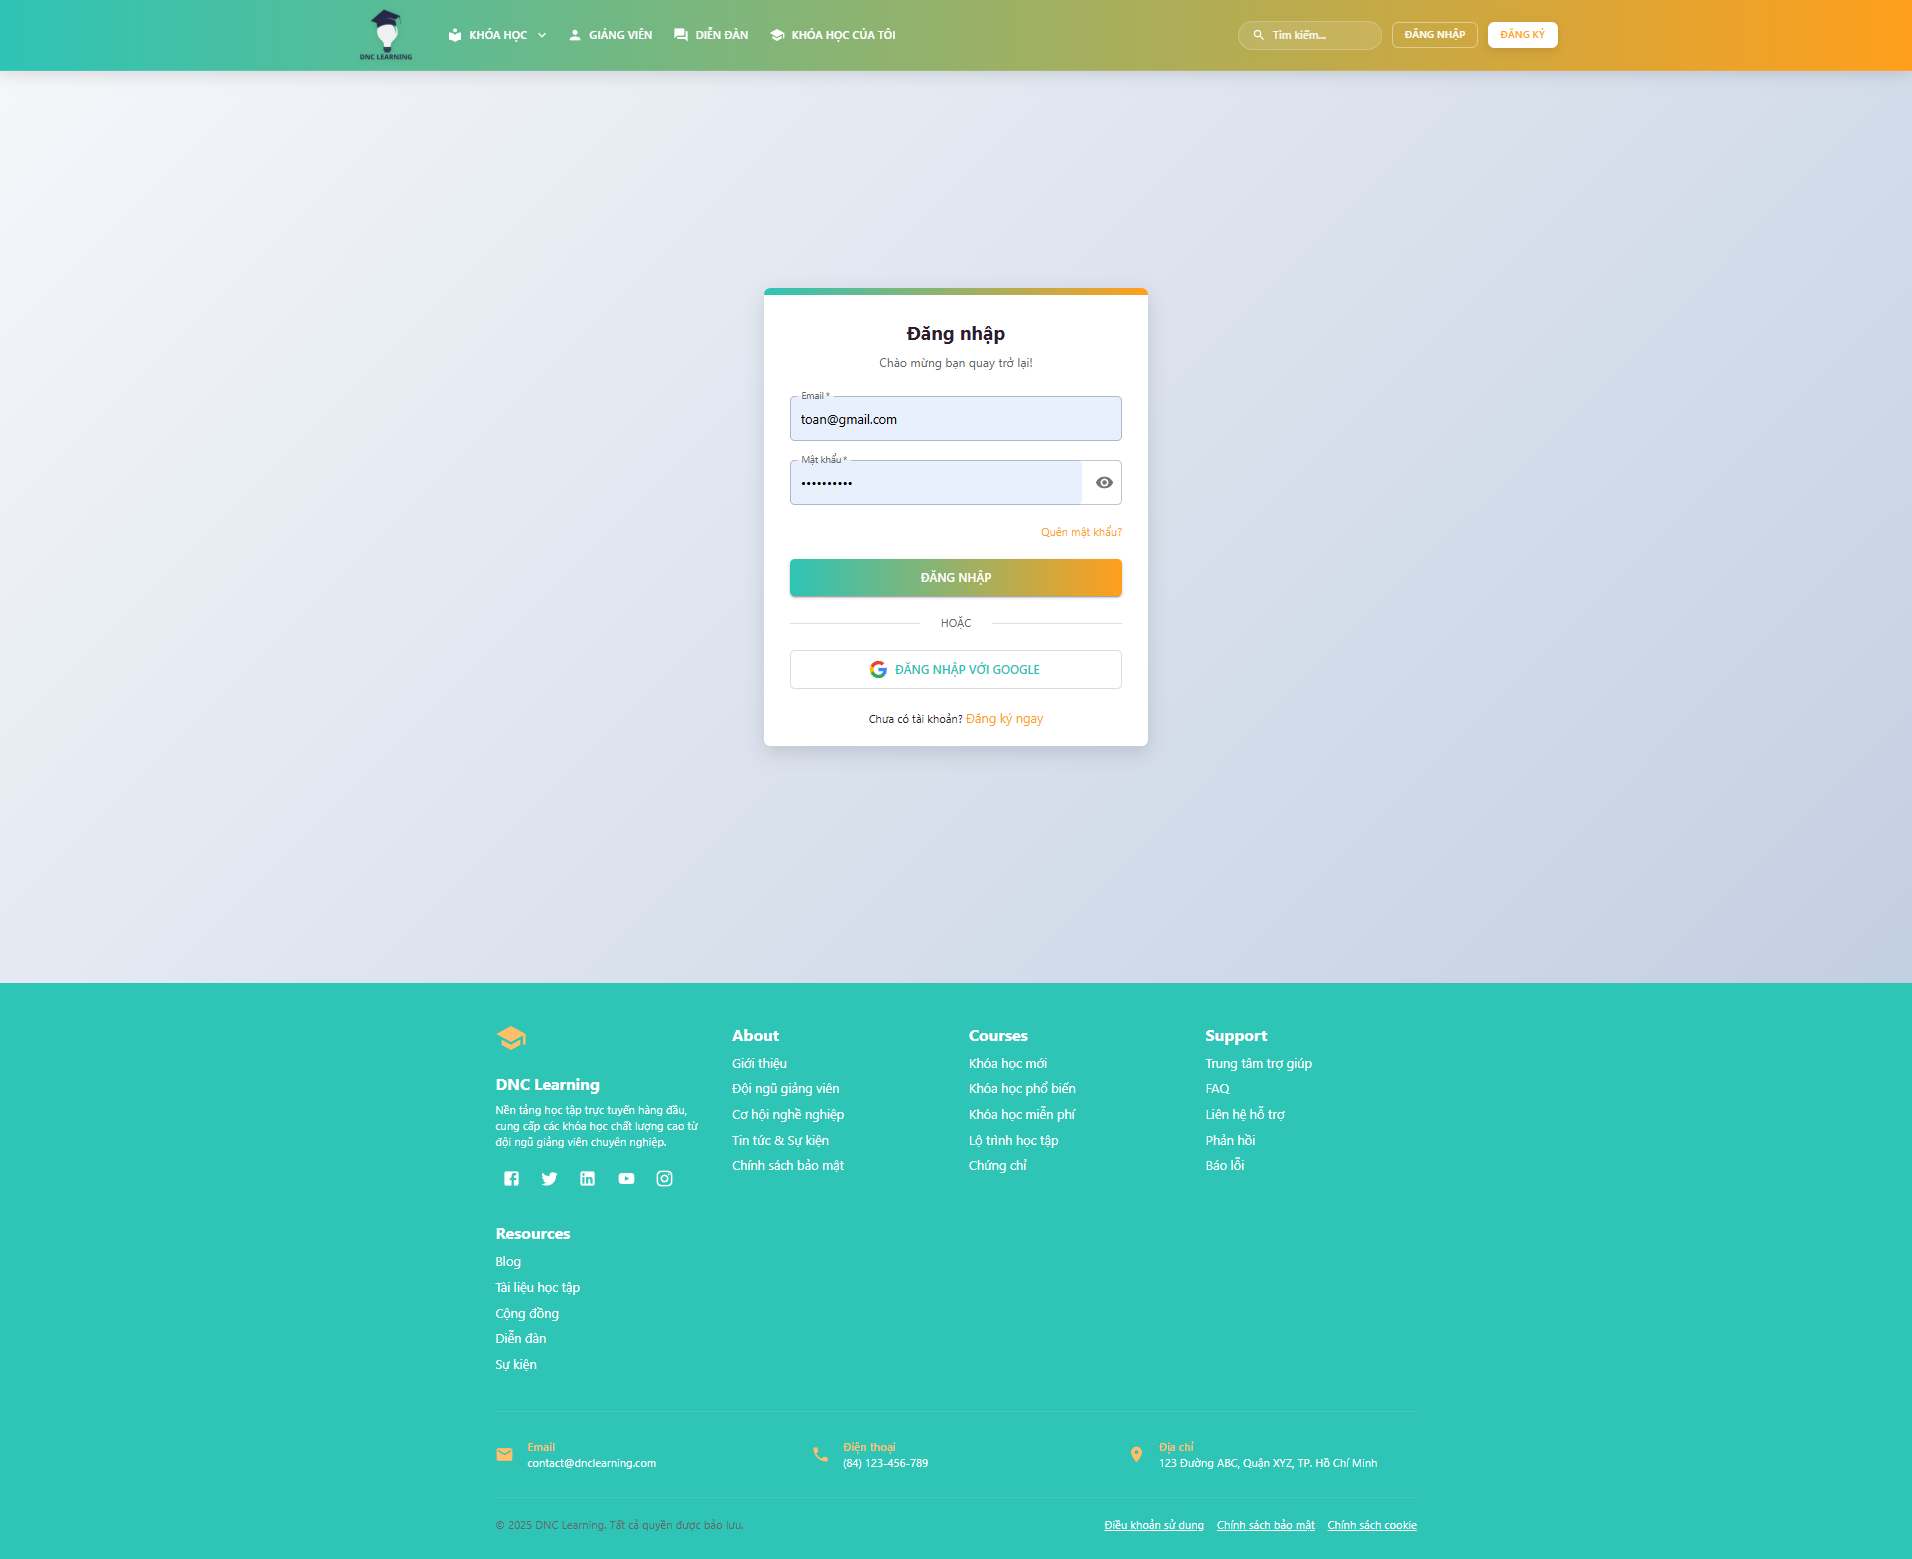 DNC LEARNING
KHÓA HỌC
GIẢNG VIÊN
DIỄN ĐÀN
KHÓA HỌC CỦA TÔI
Tìm kiếm...
ĐĂNG NHẬP
ĐĂNG KÝ
Đăng nhập
Chào mừng bạn quay trở lại!
Email *
toan@gmail.com
Mật khẩu *
••••••••••
Quên mật khẩu?
ĐĂNG NHẬP
HOẶC
ĐĂNG NHẬP VỚI GOOGLE
Chưa có tài khoản? Đăng ký ngay
DNC Learning
Nền tảng học tập trực tuyến hàng đầu,
cung cấp các khóa học chất lượng cao từ
đội ngũ giảng viên chuyên nghiệp.
About
Giới thiệu
Đội ngũ giảng viên
Cơ hội nghề nghiệp
Tin tức & Sự kiện
Chính sách bảo mật
Courses
Khóa học mới
Khóa học phổ biến
Khóa học miễn phí
Lộ trình học tập
Chứng chỉ
Support
Trung tâm trợ giúp
FAQ
Liên hệ hỗ trợ
Phản hồi
Báo lỗi
Resources
Blog
Tài liệu học tập
Cộng đồng
Diễn đàn
Sự kiện
Email
contact@dnclearning.com
Điện thoại
(84) 123-456-789
Địa chỉ
123 Đường ABC, Quận XYZ, TP. Hồ Chí Minh
© 2025 DNC Learning. Tất cả quyền được bảo lưu.
Điều khoản sử dụng
Chính sách bảo mật
Chính sách cookie